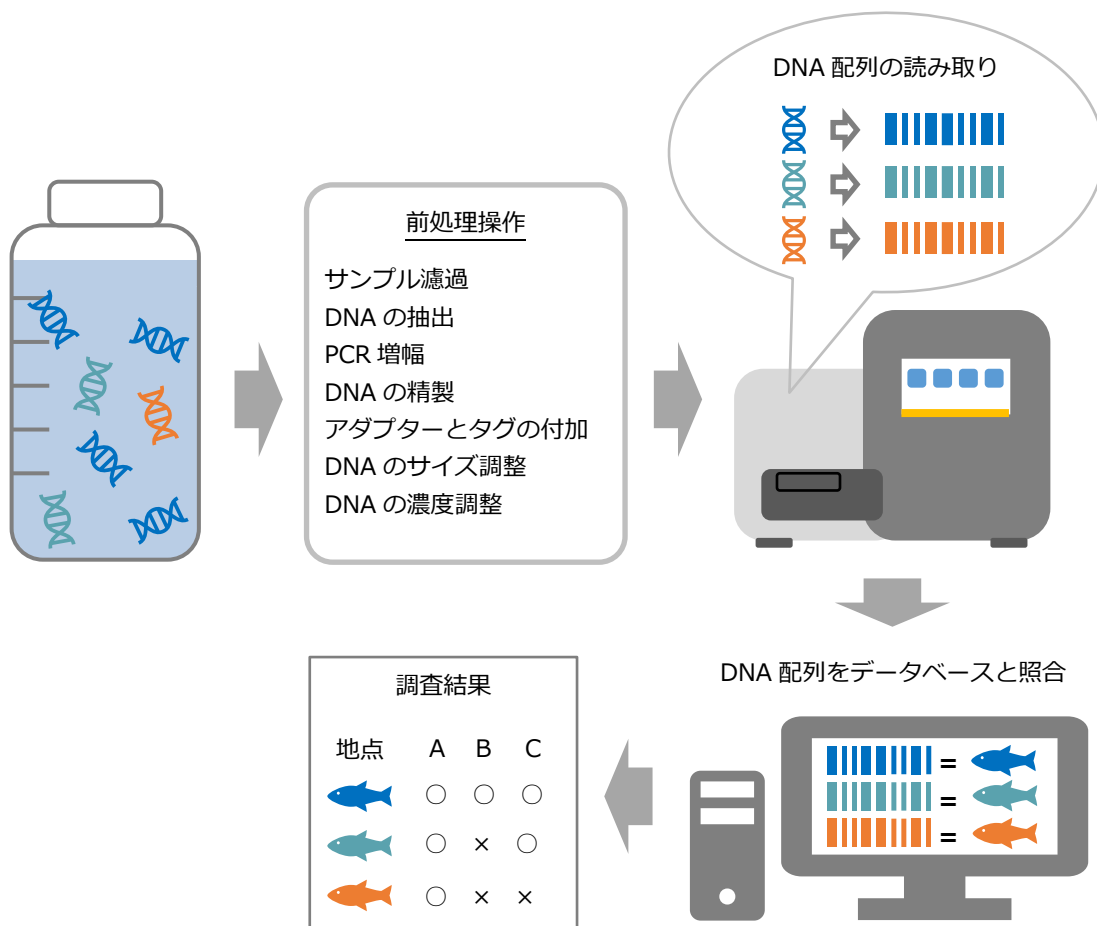 DNA 配列の読み取り
前処理操作
サンプル濾過
DNA の抽出
PCR 増幅
DNA の精製
アダプターとタグの付加
DNA のサイズ調整
DNA の濃度調整
DNA 配列をデータベースと照合
=
=
=
調査結果
地点 A B C
○ ○ ○
○ × ○
○ × ×